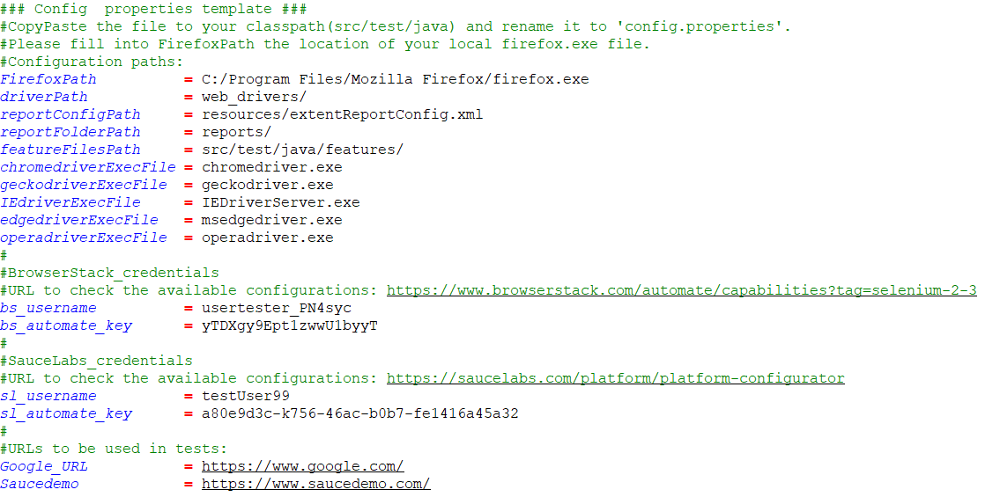 ### Config  properties template ###
#CopyPaste the file to your classpath(src/test/java) and rename it to 'config.properties'.
#Please fill into FirefoxPath the location of your local firefox.exe file.
#Configuration paths:
FirefoxPath          = C:/Program Files/Mozilla Firefox/firefox.exe
driverPath           = web_drivers/
reportConfigPath     = resources/extentReportConfig.xml
reportFolderPath     = reports/
featureFilesPath     = src/test/java/features/
chromedriverExecFile = chromedriver.exe
geckodriverExecFile  = geckodriver.exe
IEdriverExecFile     = IEDriverServer.exe
edgedriverExecFile   = msedgedriver.exe
operadriverExecFile  = operadriver.exe
#
#BrowserStack_credentials
#URL to check the available configurations: https://www.browserstack.com/automate/capabilities?tag=selenium-2-3
bs_username          = usertester_PN4syc
bs_automate_key      = yTDXgy9Ept1zwwU1byyT
#
#SauceLabs_credentials
#URL to check the available configurations: https://saucelabs.com/platform/platform-configurator
sl_username          = testUser99
sl_automate_key      = a80e9d3c-k756-46ac-b0b7-fe1416a45a32
#
#URLs to be used in tests:
Google_URL           = https://www.google.com/
Saucedemo            = https://www.saucedemo.com/